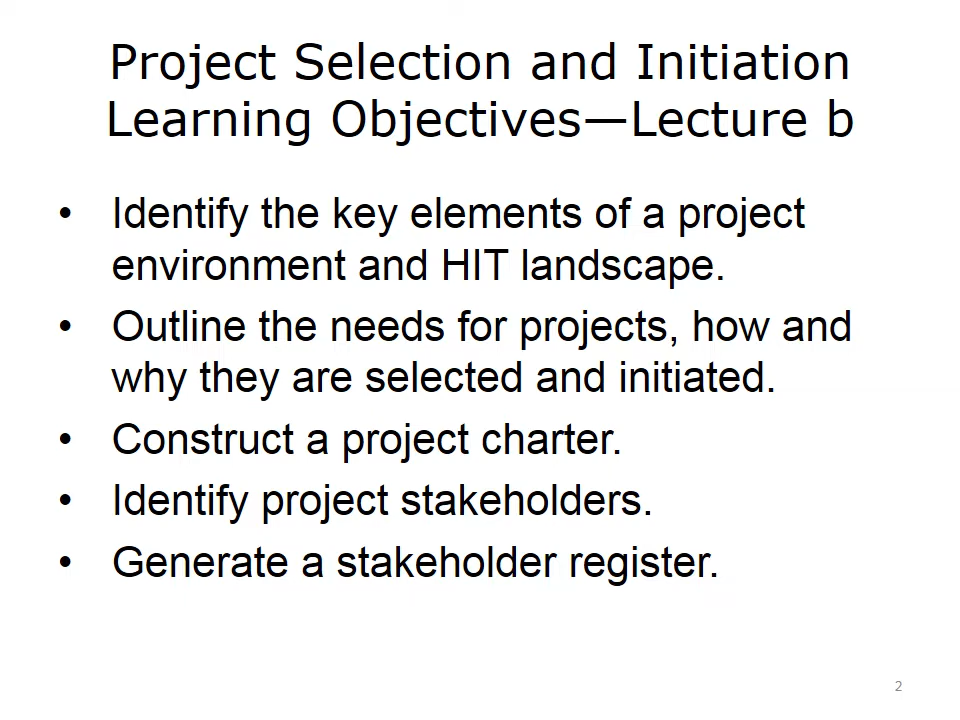 Project Selection and Initiation
Learning Objectives—Lecture b
• Identify the key elements of a project
environment and HIT landscape.
• Outline the needs for projects, how and
why they are selected and initiated.
• Construct a project charter.
• Identify project stakeholders.
• Generate a stakeholder register.
2